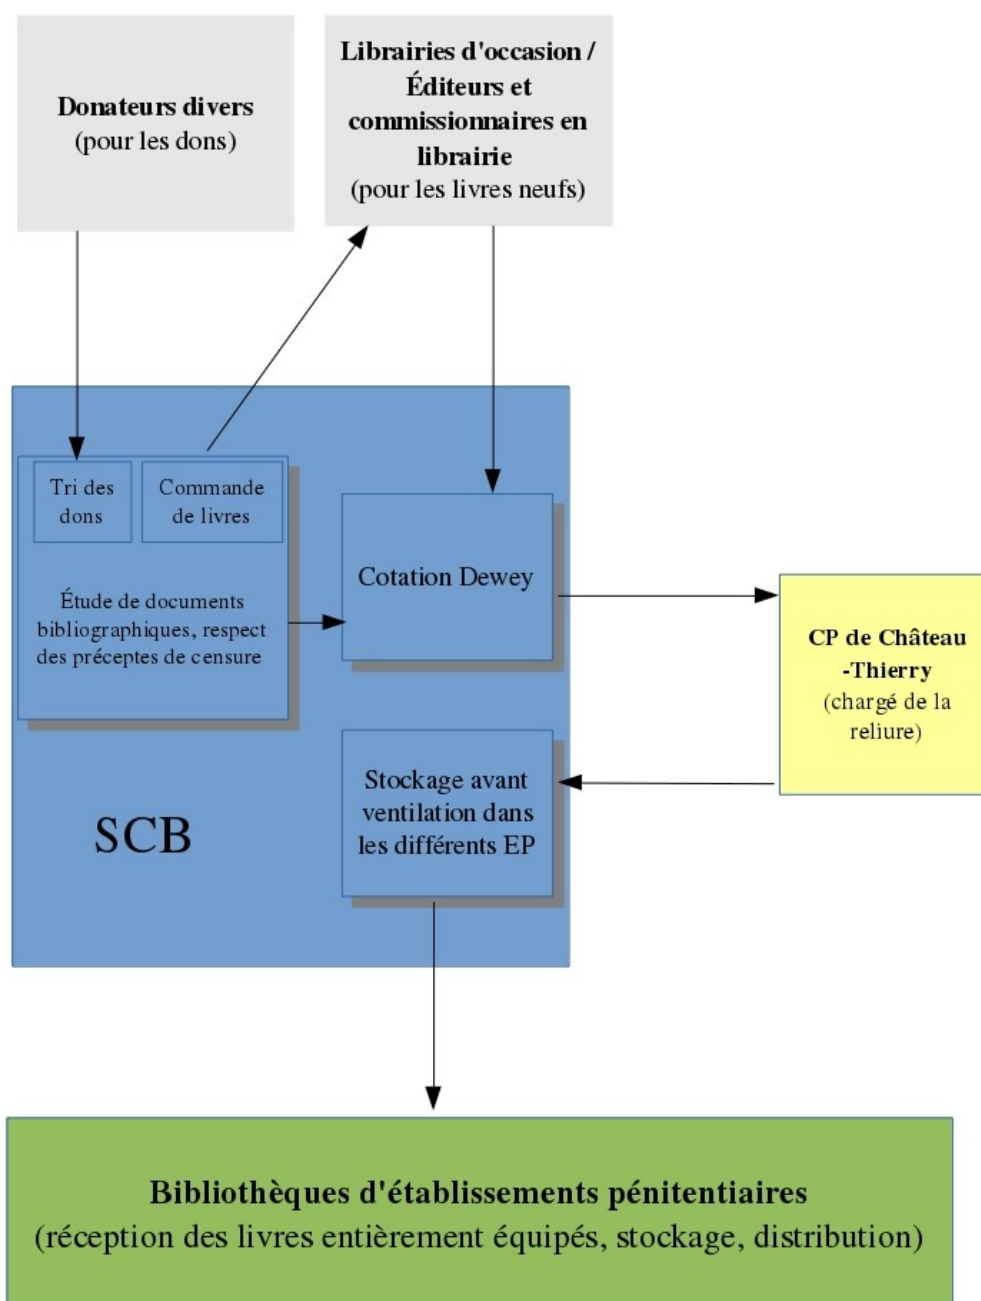 Donateurs divers
(pour les dons)
Librairies d'occasion /
Éditeurs et
commissionnaires en
librairie
(pour les livres neufs)
Tri des
dons
Commande
de livres
Étude de documents
bibliographiques, respect
des préceptes de censure
Cotation Dewey
CP de Château
-Thierry
(chargé de la
reliure)
Stockage avant
ventilation dans
les différents EP
SCB
Bibliothèques d'établissements pénitentiaires
(réception des livres entièrement équipés, stockage, distribution)